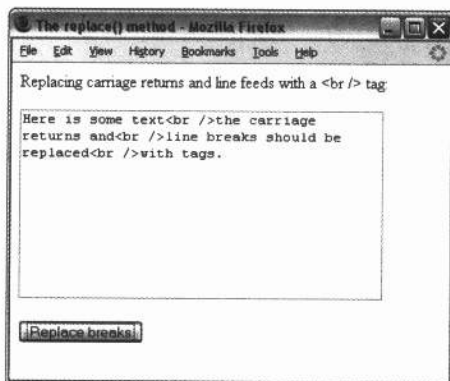 The replace() method - Mozilla Firefox
File Edit View History Bookmarks Tools Help
Replacing carriage returns and line feeds with a <br /> tag:
Here is some text<br />the carriage
returns and<br />line breaks should be
replaced<br />with tags.
Replace breaks